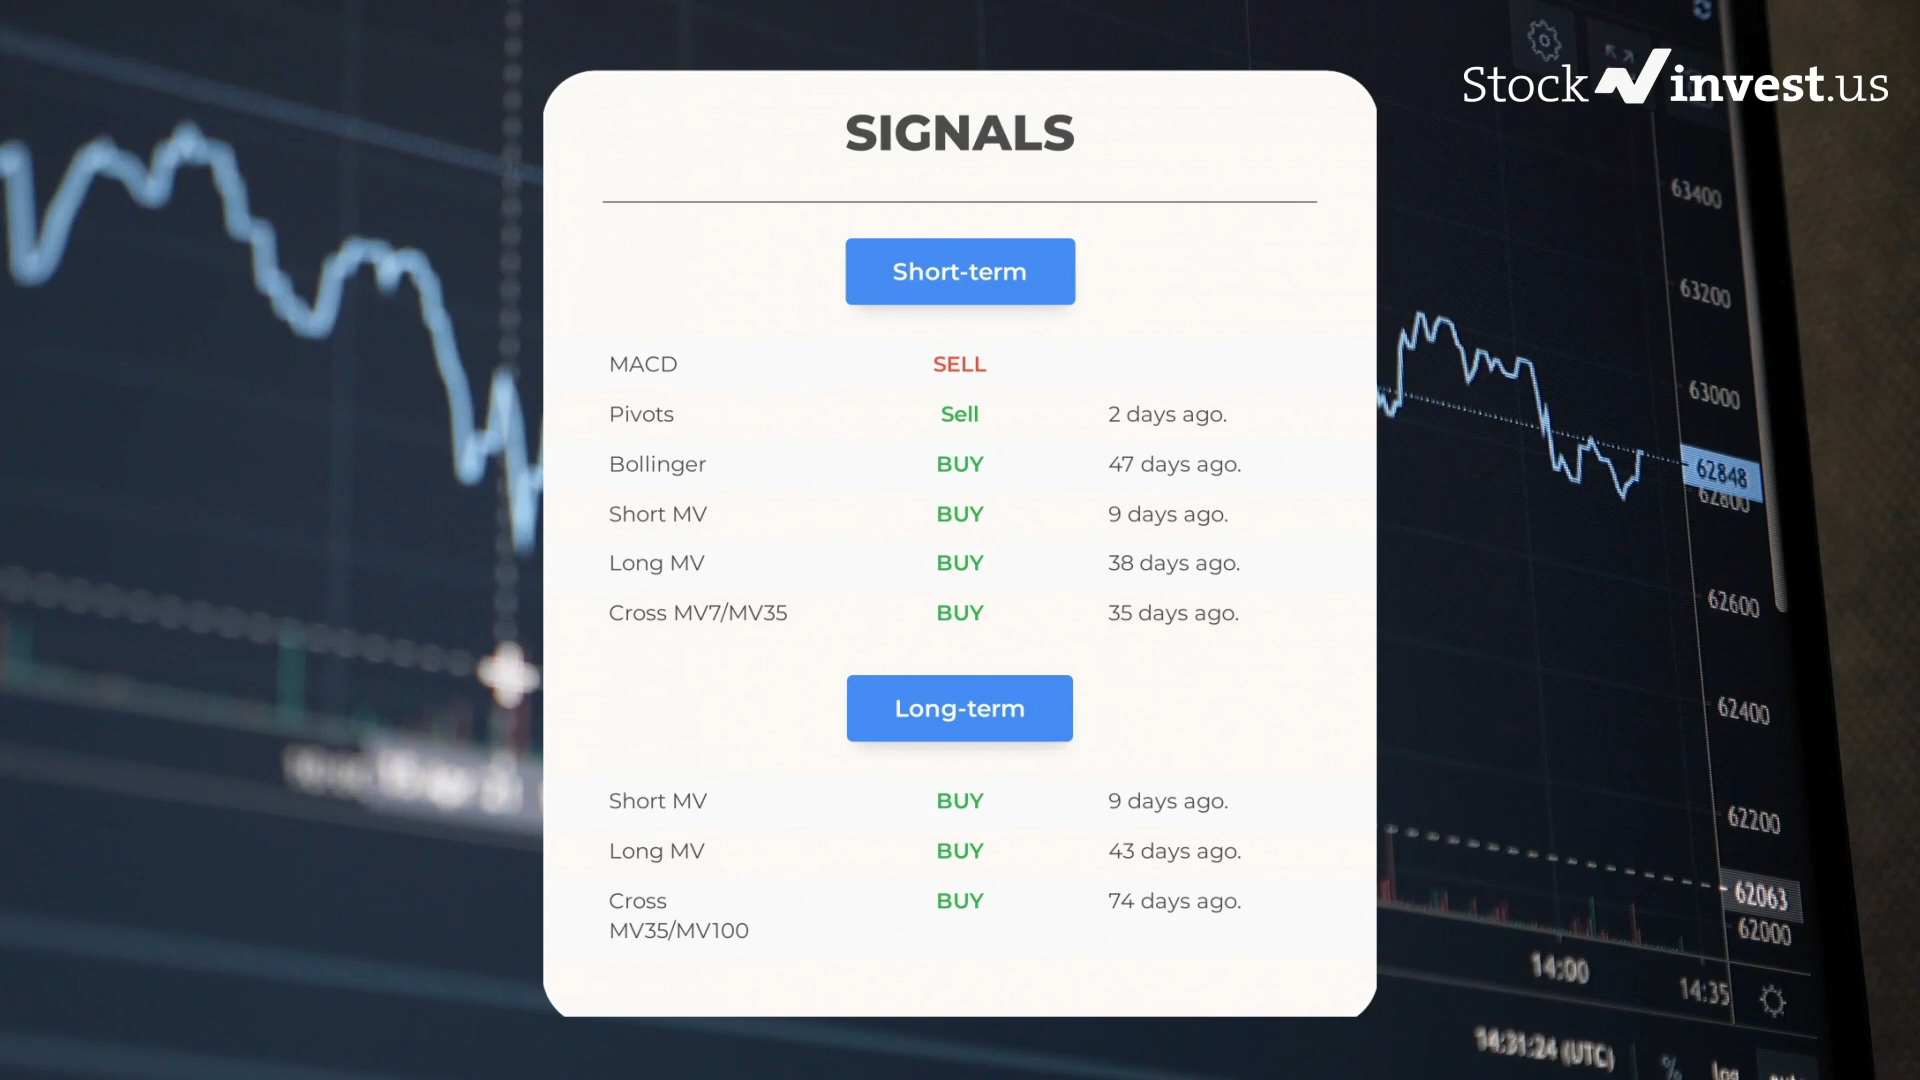 Stock invest.us
SIGNALS
Short-term
MACD SELL
Pivots Sell 2 days ago.
Bollinger BUY 47 days ago.
Short MV BUY 9 days ago.
Long MV BUY 38 days ago.
Cross MV7/MV35 BUY 35 days ago.
Long-term
Short MV BUY 9 days ago.
Long MV BUY 43 days ago.
Cross BUY 74 days ago.
MV35/MV100
63400
63200
63000
62848
62800
62600
62400
62200
62063
62000
14:00
14:35
14:31:24 (UTC)
% log